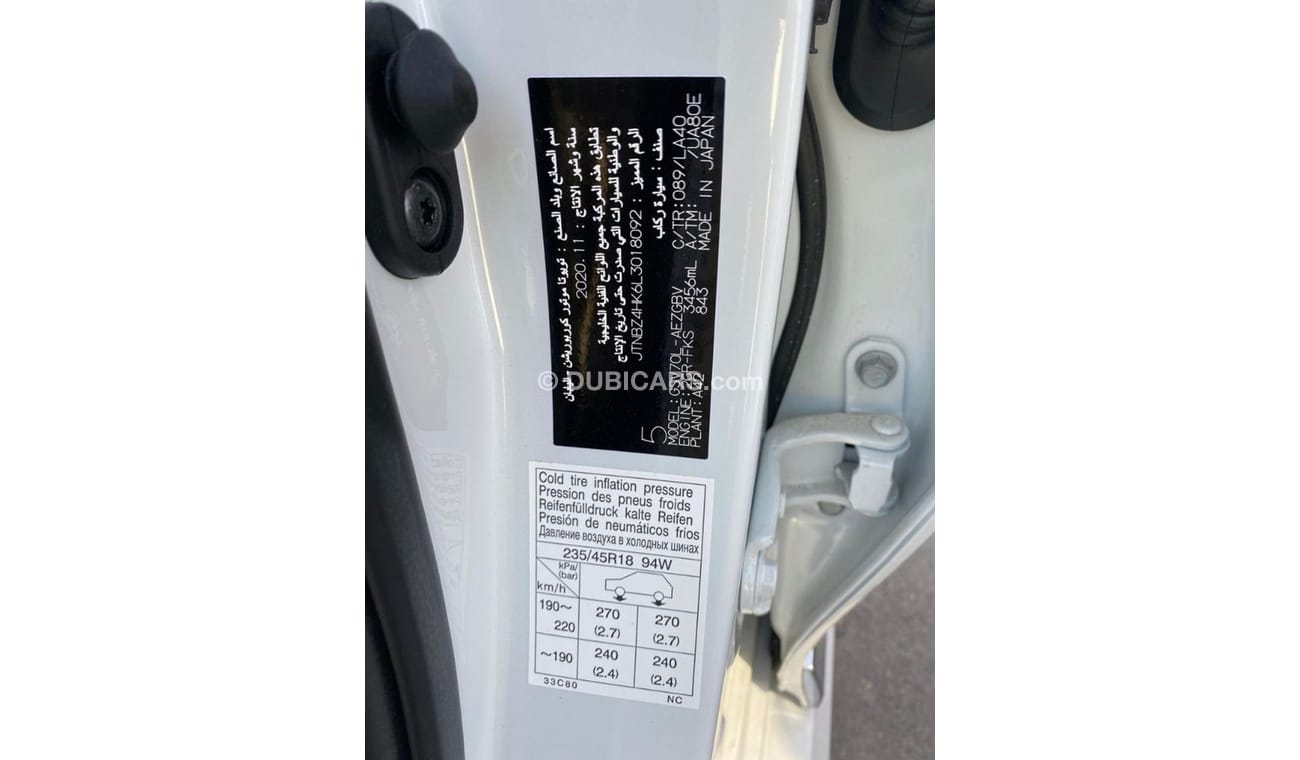 اسم الصانع وبلد الصنع : تويوتا موتور كوربوريشن - اليابان
سنة وشهر الانتاج : 2020.11
تطابق هذه المركبة جميع اللوائح الفنية الخليجية
والوطنية للسيارات التي صدرت حتى تاريخ الإنتاج
الرقم المميز : JTNBZ4HK6L3018092
صنف : سيارة ركاب
5
MODEL:GSV70L-AEZGBV C/TR:089/LA40
ENGINE:2GR-FKS 3456mL A/TM: /UA80E
PLANT:A02 843 MADE IN JAPAN
© DUBICARS.com
Cold tire inflation pressure
Pression des pneus froids
Reifenfülldruck kalte Reifen
Presión de neumáticos frios
Давление воздуха в холодных шинах
235/45R18 94W
kPa/
(bar)
km/h
190~
220
270
(2.7)
270
(2.7)
~190
240
(2.4)
240
(2.4)
33C80
NC